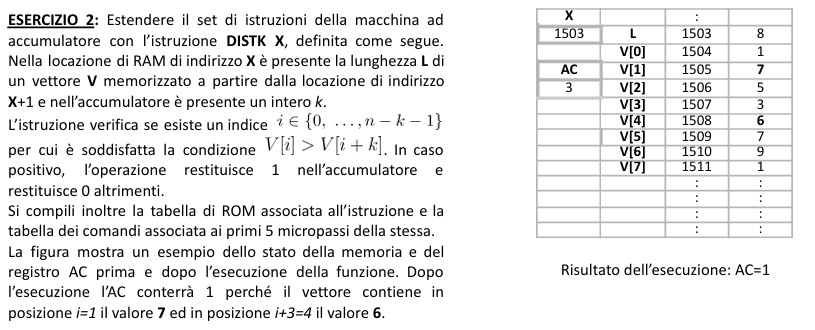 ESERCIZIO 2: Estendere il set di istruzioni della macchina ad
accumulatore con l'istruzione DISTK X, definita come segue.
Nella locazione di RAM di indirizzo X è presente la lunghezza L di
un vettore V memorizzato a partire dalla locazione di indirizzo
X+1 e nell'accumulatore è presente un intero k.
L'istruzione verifica se esiste un indice i ∈ {0, ..., n − k − 1}
per cui è soddisfatta la condizione V[i] > V[i + k]. In caso
positivo, l'operazione restituisce 1 nell'accumulatore e
restituisce 0 altrimenti.
Si compili inoltre la tabella di ROM associata all'istruzione e la
tabella dei comandi associata ai primi 5 micropassi della stessa.
La figura mostra un esempio dello stato della memoria e del
registro AC prima e dopo l'esecuzione della funzione. Dopo
l'esecuzione l'AC conterrà 1 perché il vettore contiene in
posizione i=1 il valore 7 ed in posizione i+3=4 il valore 6.
X :
1503 L 1503 8
V[0] 1504 1
AC V[1] 1505 7
3 V[2] 1506 5
V[3] 1507 3
V[4] 1508 6
V[5] 1509 7
V[6] 1510 9
V[7] 1511 1
: :
: :
: :
: :
Risultato dell'esecuzione: AC=1